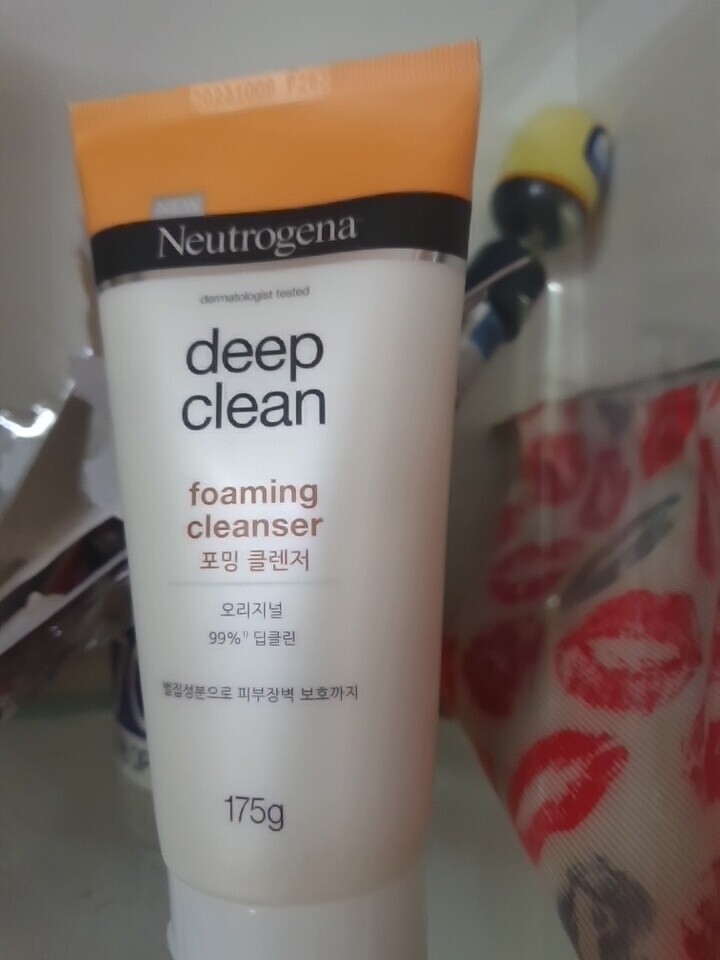 NEW
Neutrogena
dermatologist tested
deep
clean
foaming
cleanser
포밍 클렌저
오리지널
99%¹⁾ 딥클린
벌집성분으로 피부장벽 보호까지
175g